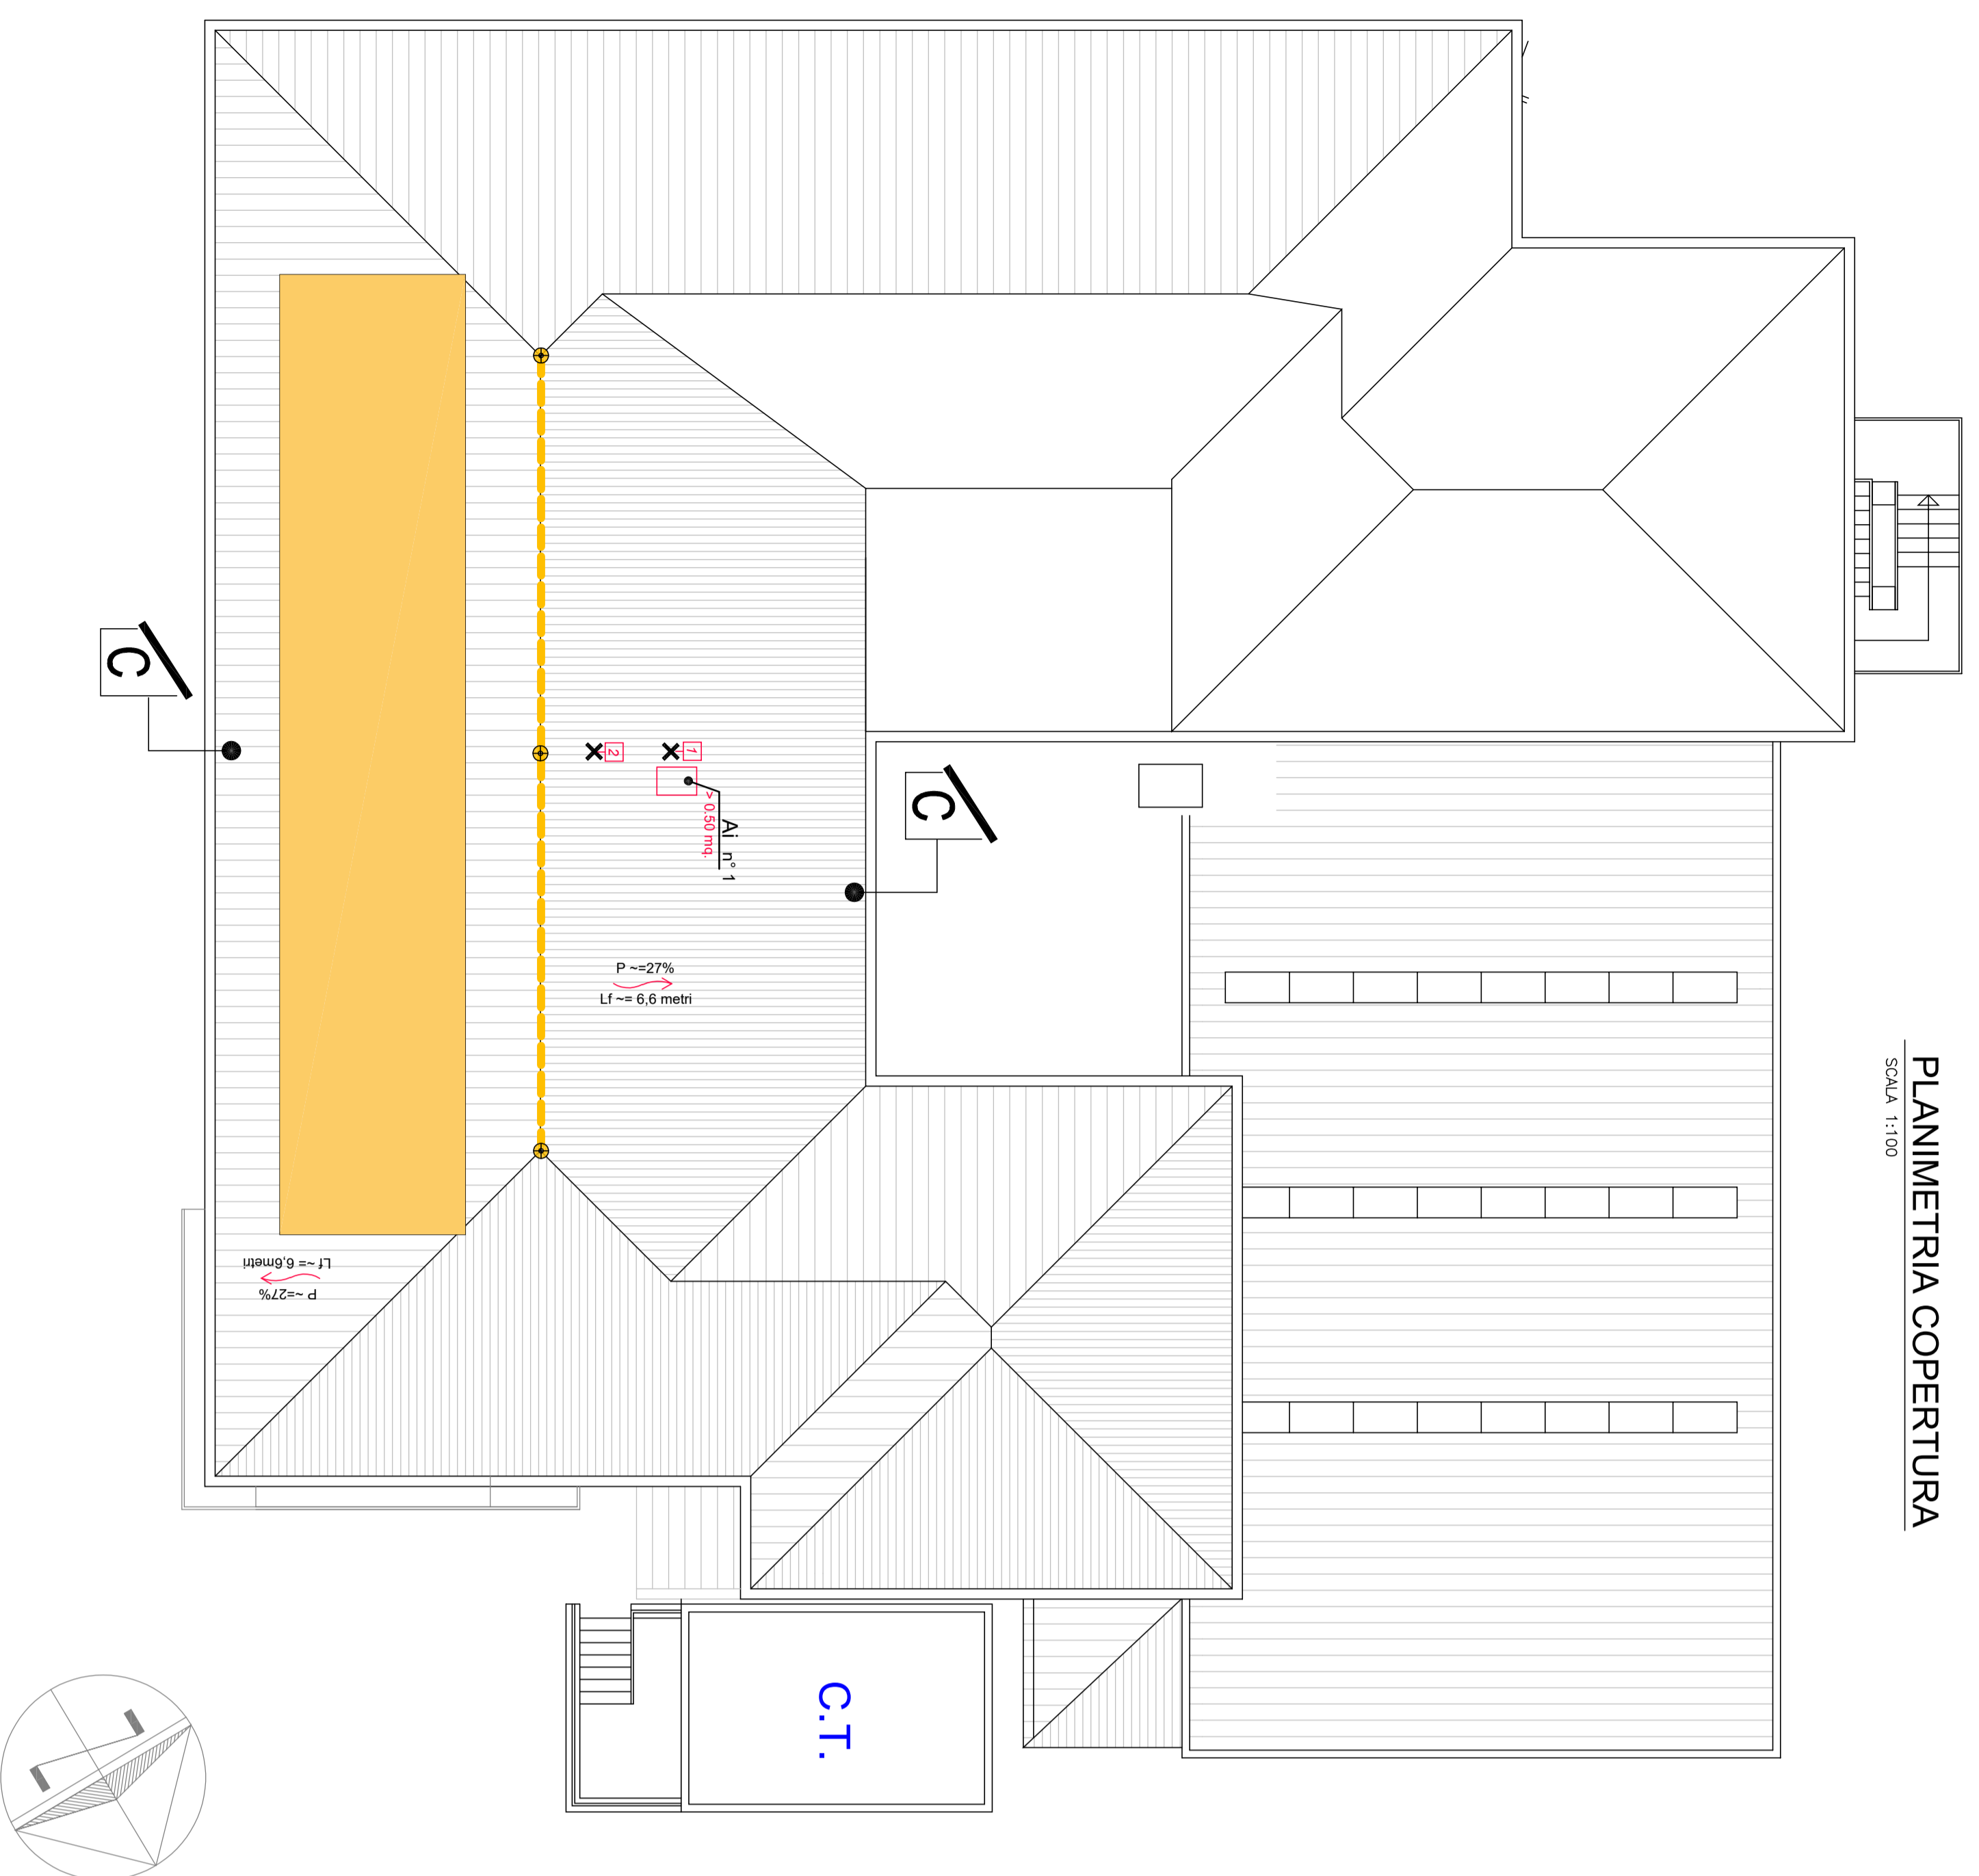 PLANIMETRIA COPERTURA
SCALA 1:100
C
C
2
1
> 0.50 mq.
Ai n° 1
P ~=27%
Lf ~= 6,6 metri
Lf ~= 6,6metri
P ~=27%
C.T.